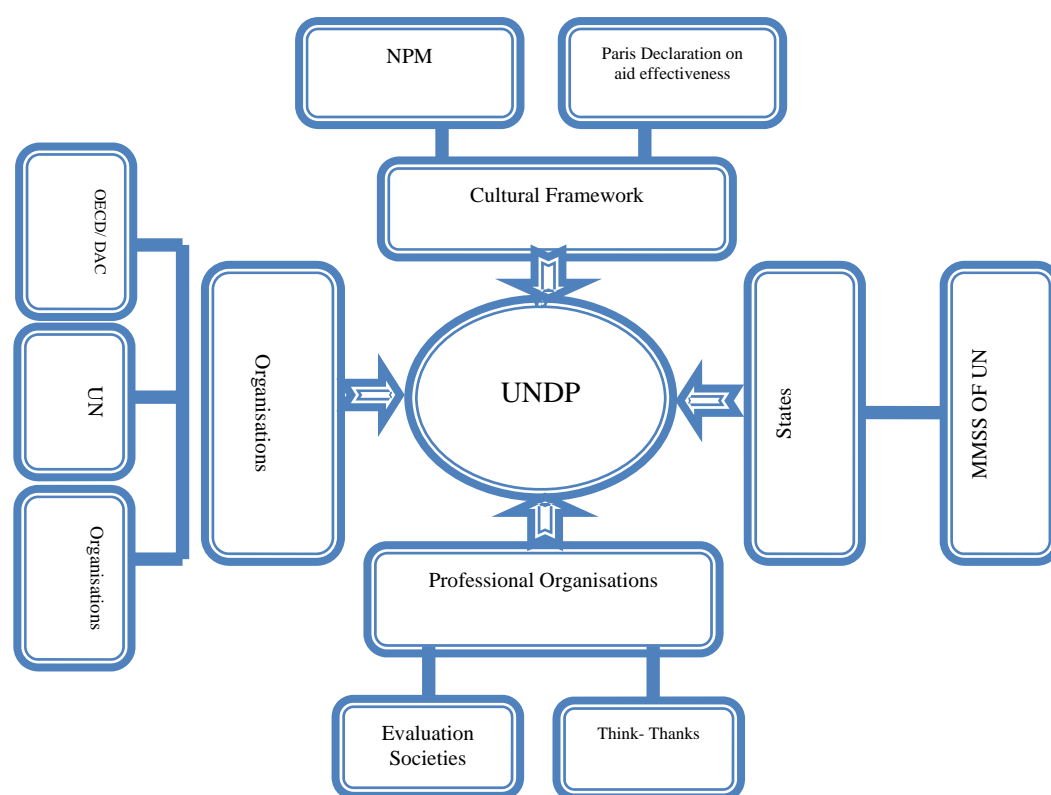 NPM
Paris Declaration on
aid effectiveness
Cultural Framework
OECD/ DAC
UN
Organisations
Organisations
UNDP
States
MMSS OF UN
Professional Organisations
Evaluation
Societies
Think- Thanks